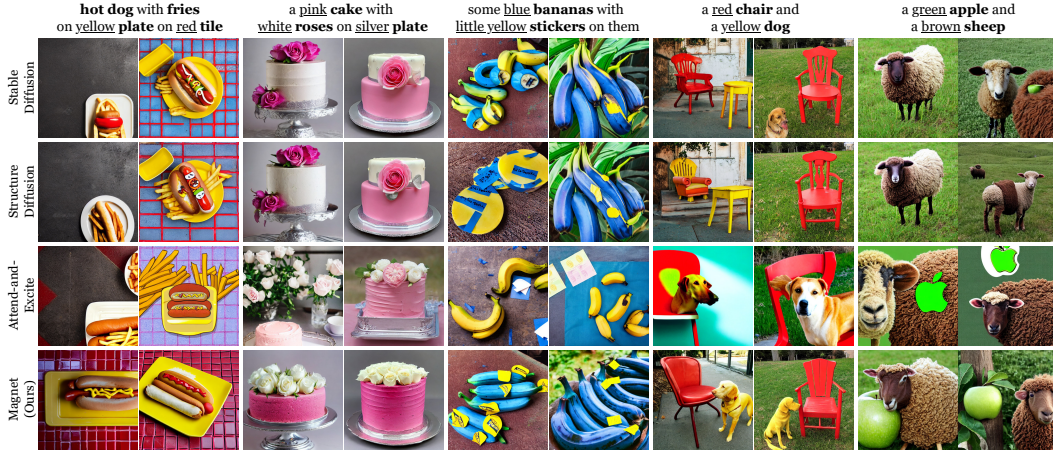 hot dog with fries
on yellow plate on red tile
a pink cake with
white roses on silver plate
some blue bananas with
little yellow stickers on them
a red chair and
a yellow dog
a green apple and
a brown sheep
Stable
Diffusion
Structure
Diffusion
Attend-and-
Excite
Magnet
(Ours)